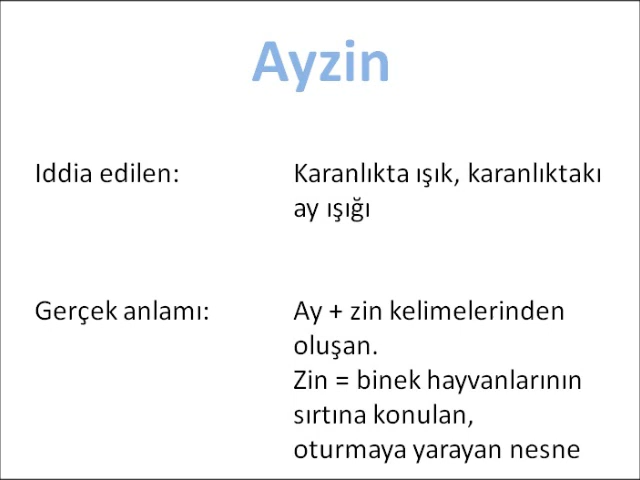 Ayzin
Iddia edilen: Karanlıkta ışık, karanlıktakı
ay ışığı
Gerçek anlamı: Ay + zin kelimelerinden
oluşan.
Zin = binek hayvanlarının
sırtına konulan,
oturmaya yarayan nesne